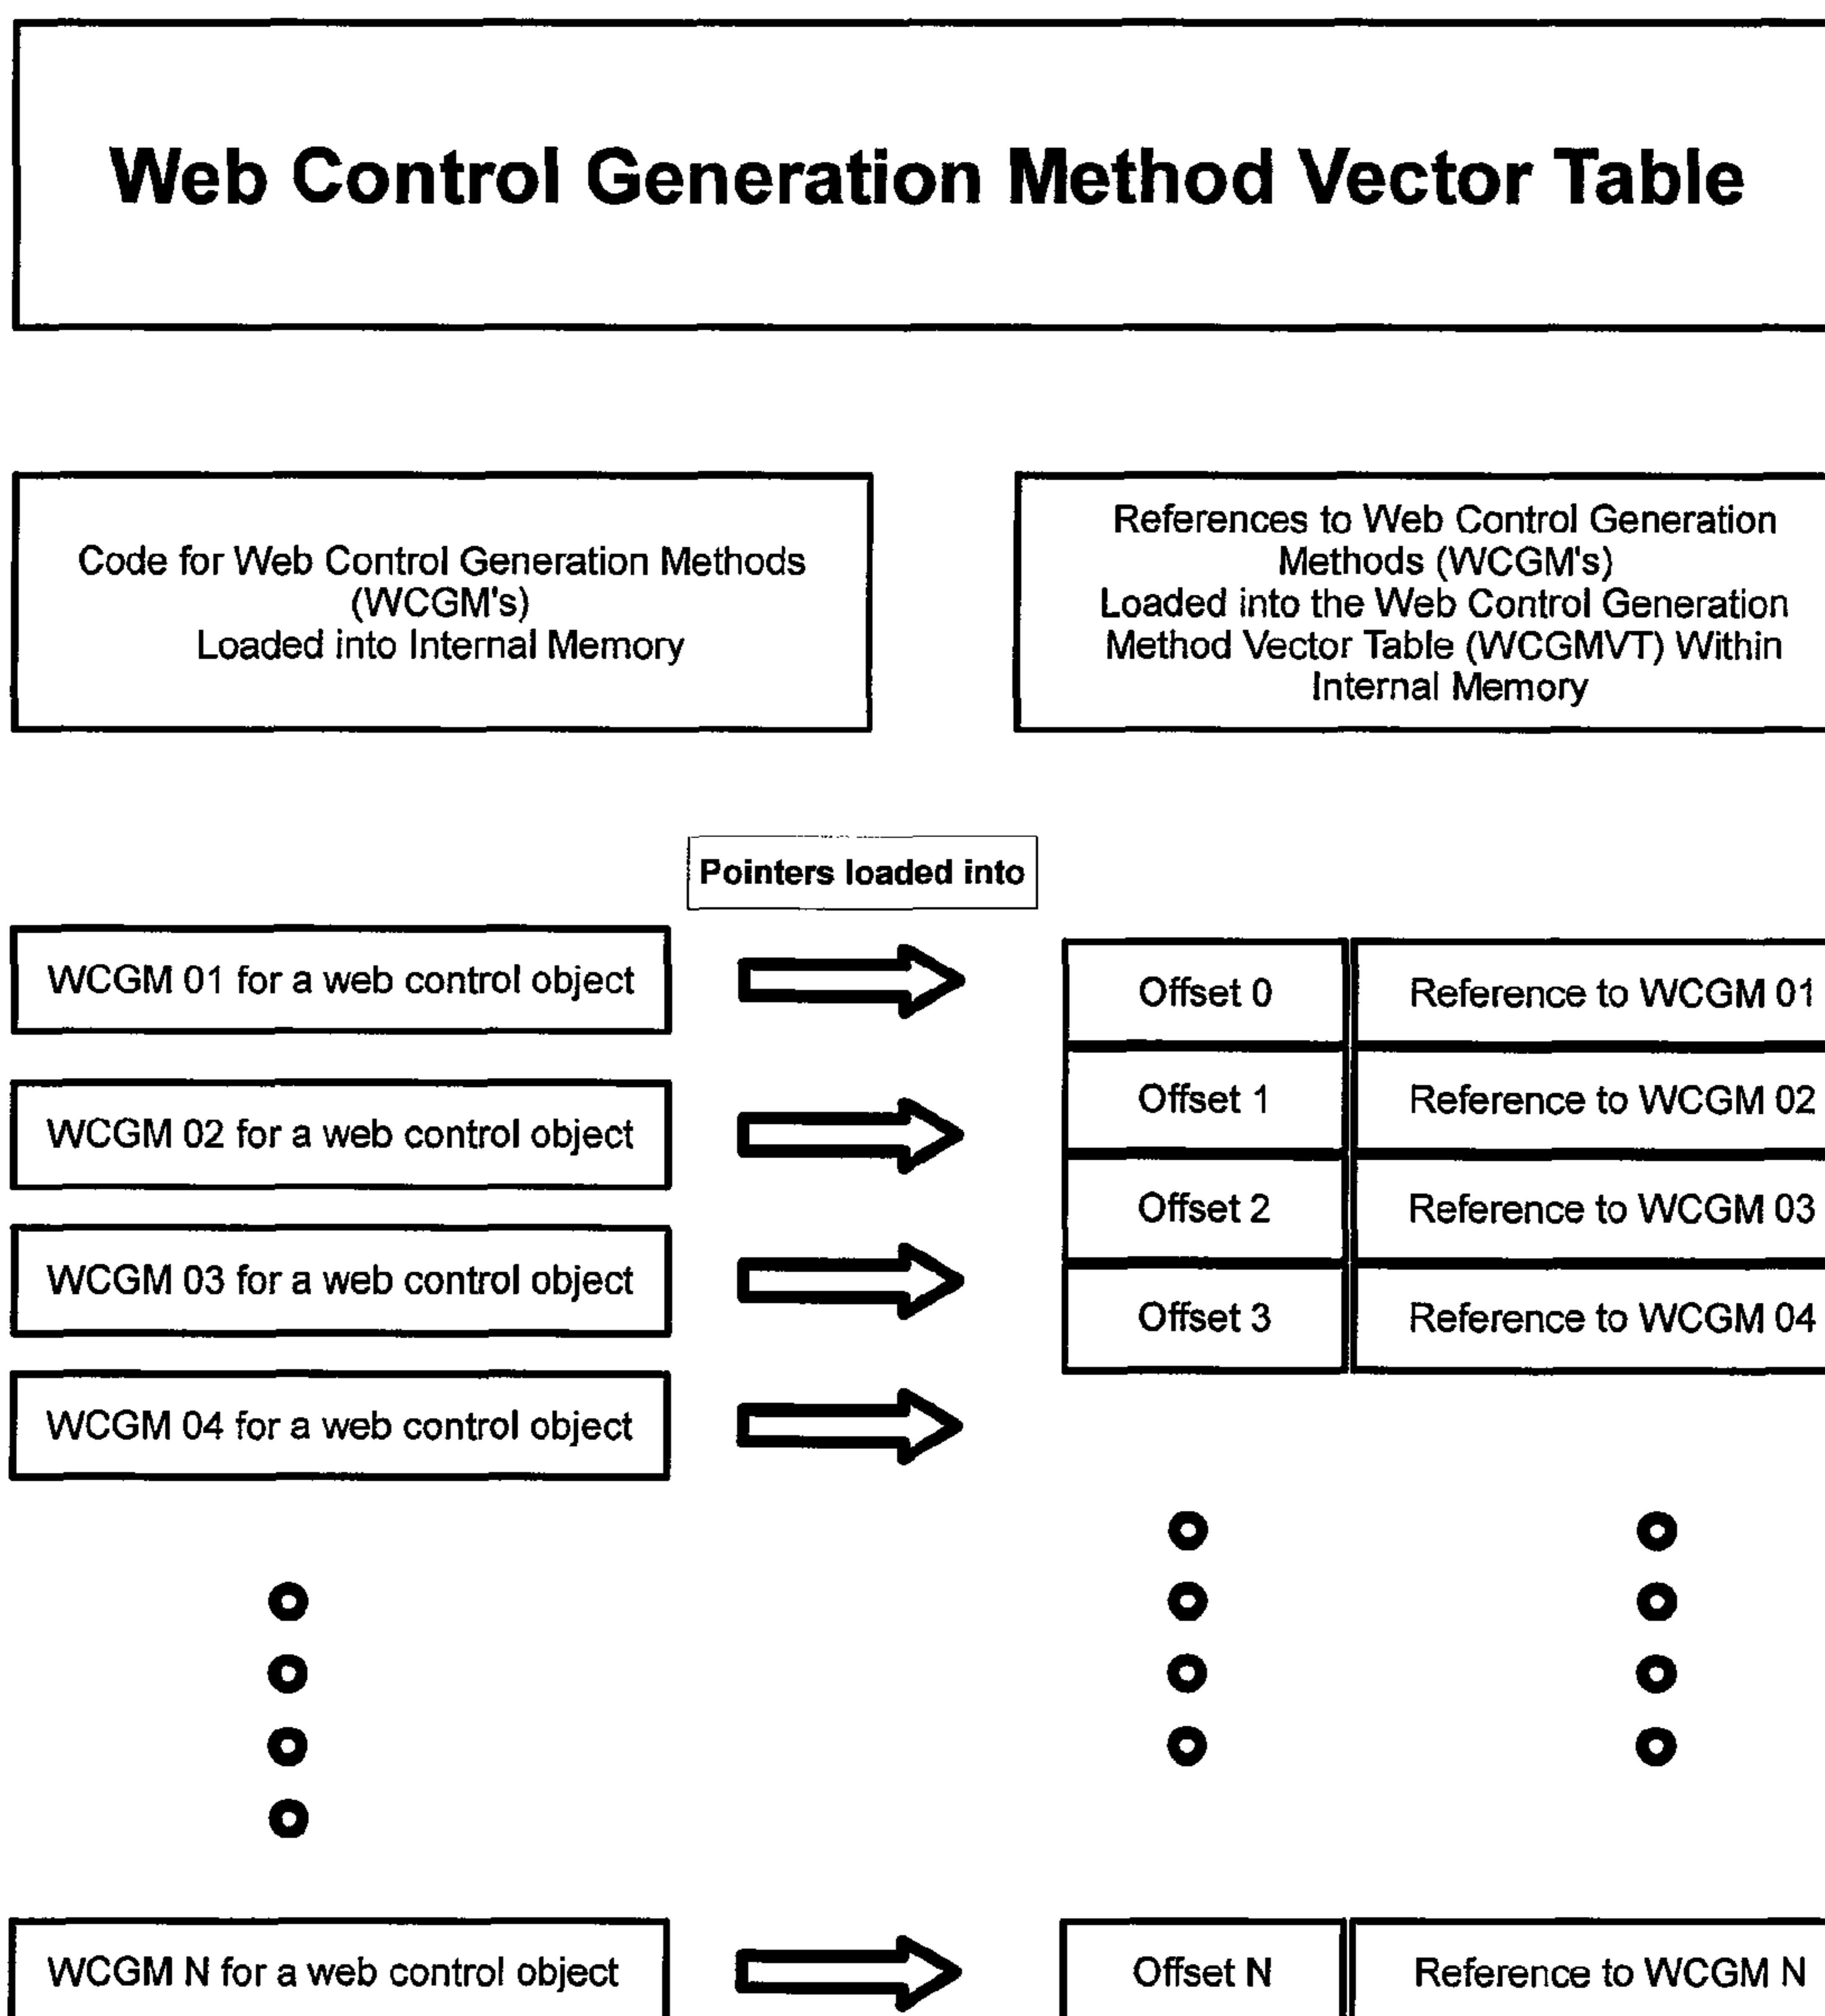 Web Control Generation Method Vector Table
Code for Web Control Generation Methods
(WCGM's)
Loaded into Internal Memory
References to Web Control Generation
Methods (WCGM's)
Loaded into the Web Control Generation
Method Vector Table (WCGMVT) Within
Internal Memory
Pointers loaded into
WCGM 01 for a web control object
Offset 0
Reference to WCGM 01
WCGM 02 for a web control object
Offset 1
Reference to WCGM 02
WCGM 03 for a web control object
Offset 2
Reference to WCGM 03
WCGM 04 for a web control object
Offset 3
Reference to WCGM 04
WCGM N for a web control object
Offset N
Reference to WCGM N